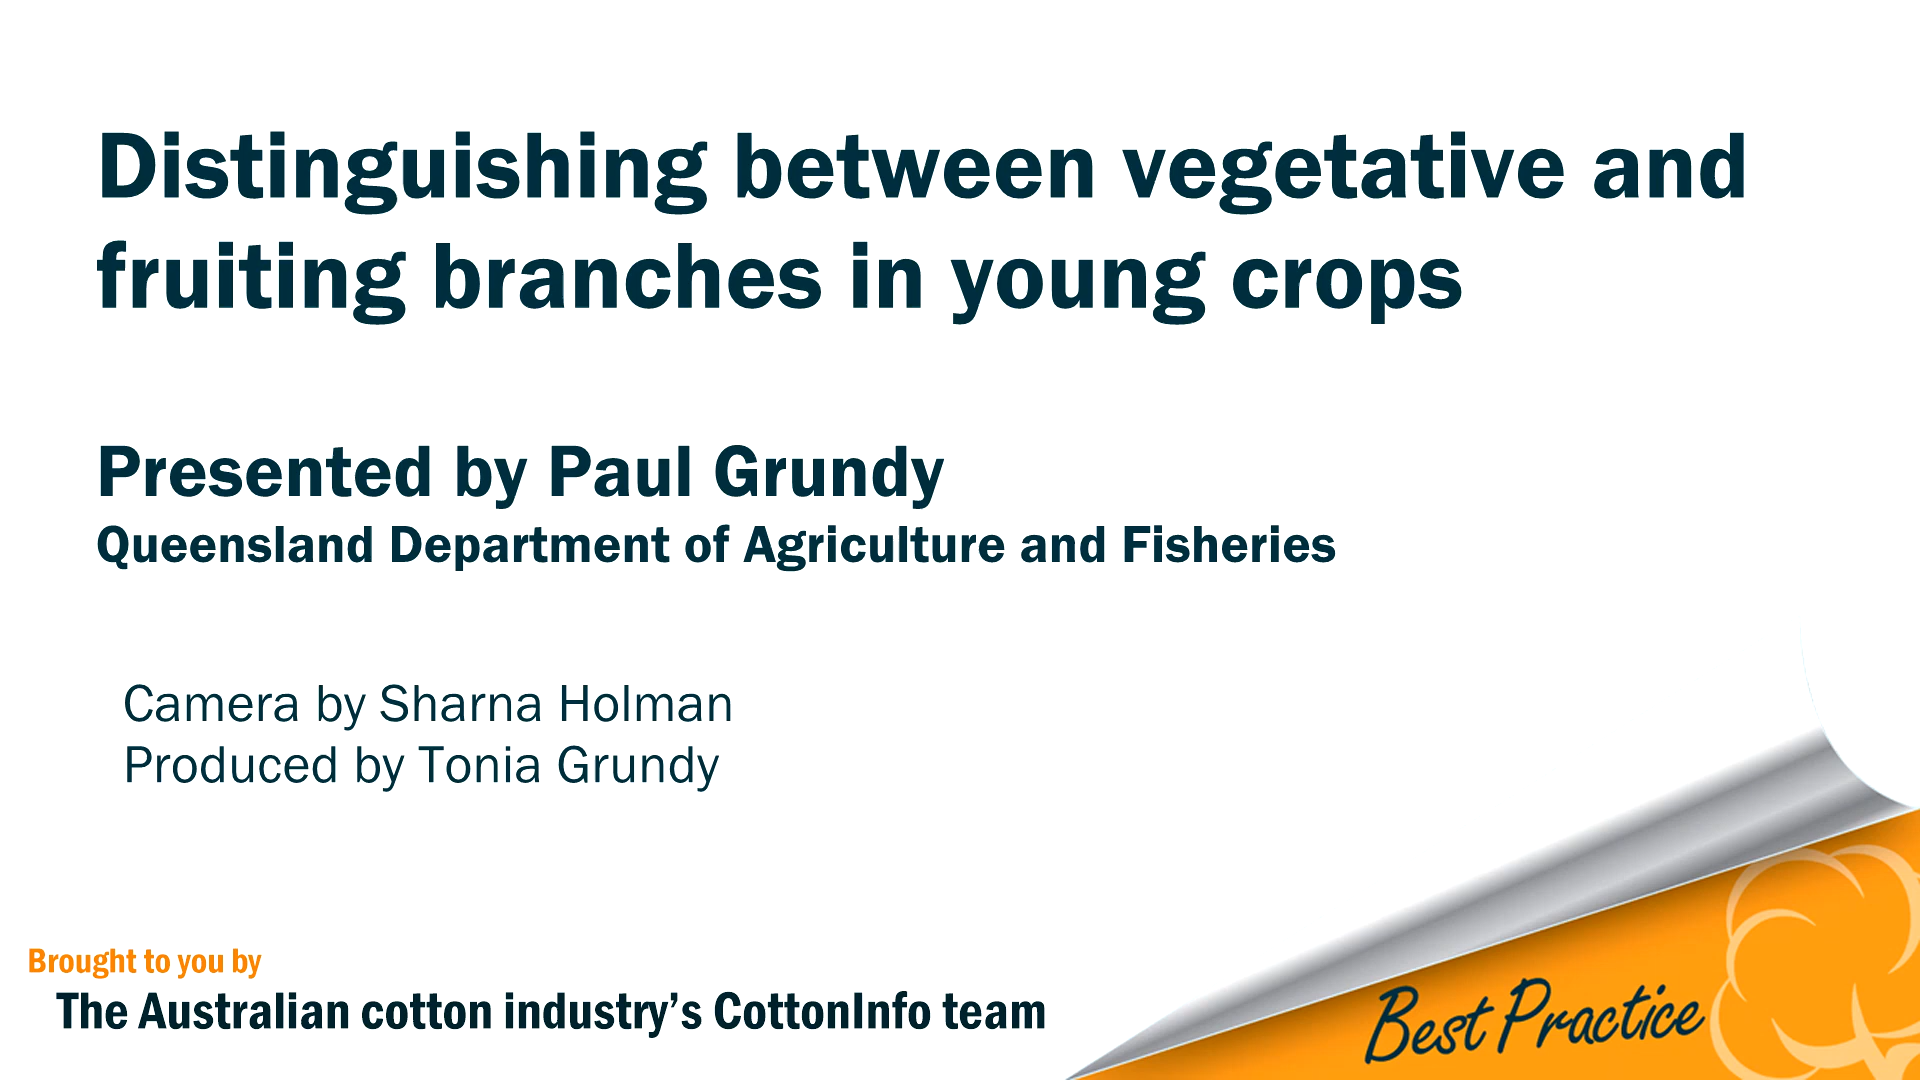 Distinguishing between vegetative and
fruiting branches in young crops
Presented by Paul Grundy
Queensland Department of Agriculture and Fisheries
Camera by Sharna Holman
Produced by Tonia Grundy
Brought to you by
The Australian cotton industry’s CottonInfo team
Best Practice